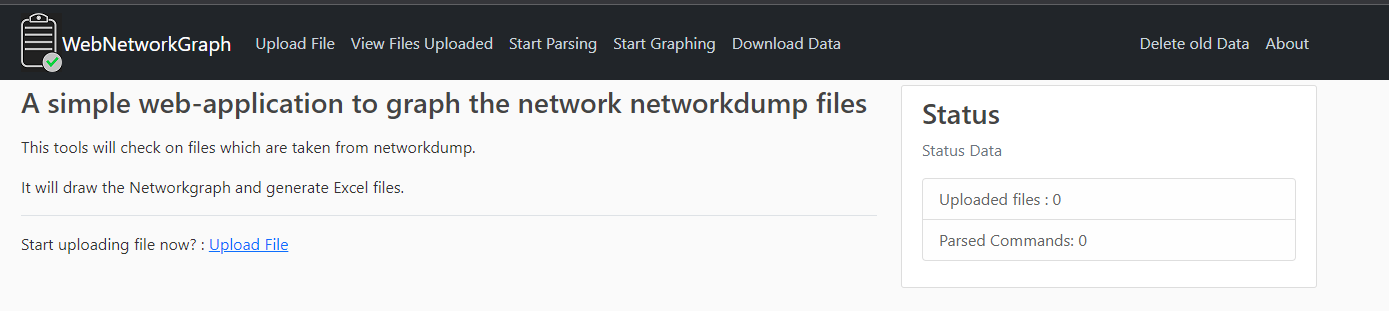 WebNetworkGraph Upload File View Files Uploaded Start Parsing Start Graphing Download Data Delete old Data About
A simple web-application to graph the network networkdump files
This tools will check on files which are taken from networkdump.
It will draw the Networkgraph and generate Excel files.
Start uploading file now? : Upload File
Status
Status Data
Uploaded files : 0
Parsed Commands: 0